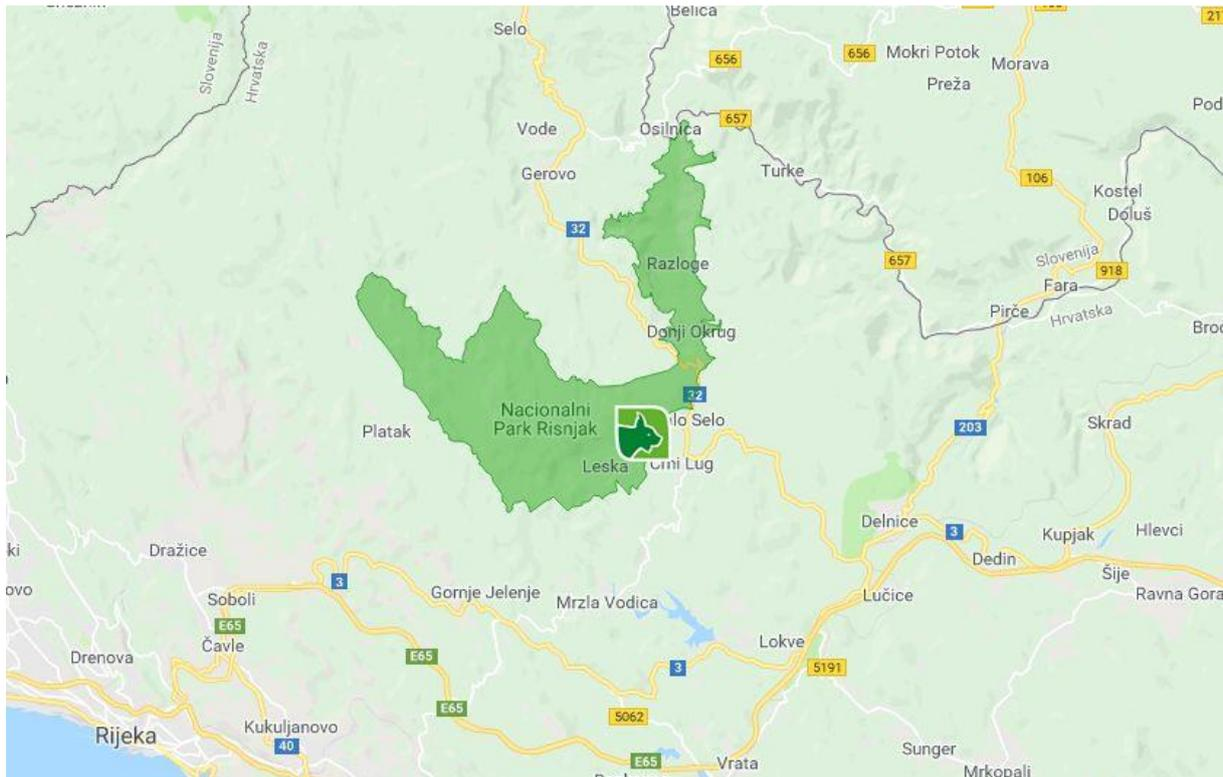 Belica
Selo
656
656
Mokri Potok
Morava
Slovenija
Hrvatska
Preža
Pod
Vode
Osilnica
657
Gerovo
Turke
106
Kostel
Doluš
32
Razloge
657
Slovenija
918
Fara
Pirče
Hrvatska
Donji Okrug
Broc
32
Nacionalni
Park Risnjak
lo Selo
Platak
203
Skrad
Leska
Crni Lug
Delnice
3
Kupjak
Hlevci
Dražice
Dedin
Šije
3
Gornje Jelenje
Mrzla Vodica
Lučice
Ravna Gora
Soboli
E65
Čavle
Lokve
Drenova
E65
3
5191
E65
5062
Kukuljanovo
Rijeka
40
Sunger
E65
Vrata
Mrkopalj